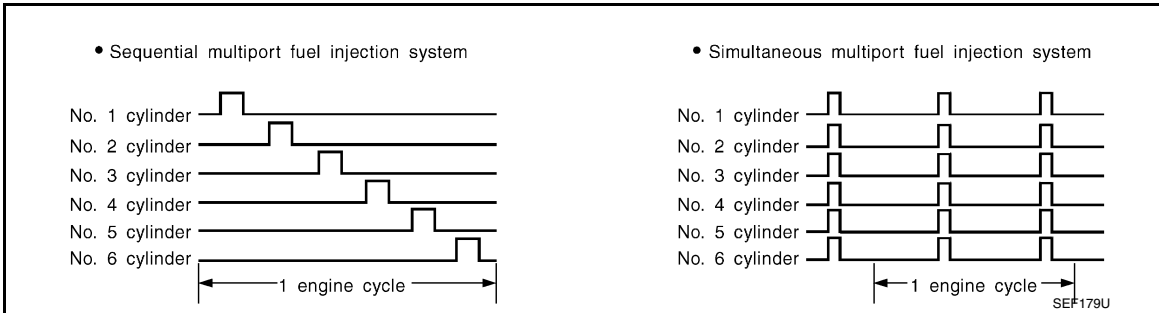 • Sequential multiport fuel injection system
No. 1 cylinder
No. 2 cylinder
No. 3 cylinder
No. 4 cylinder
No. 5 cylinder
No. 6 cylinder
1 engine cycle
• Simultaneous multiport fuel injection system
No. 1 cylinder
No. 2 cylinder
No. 3 cylinder
No. 4 cylinder
No. 5 cylinder
No. 6 cylinder
1 engine cycle
SEF179U